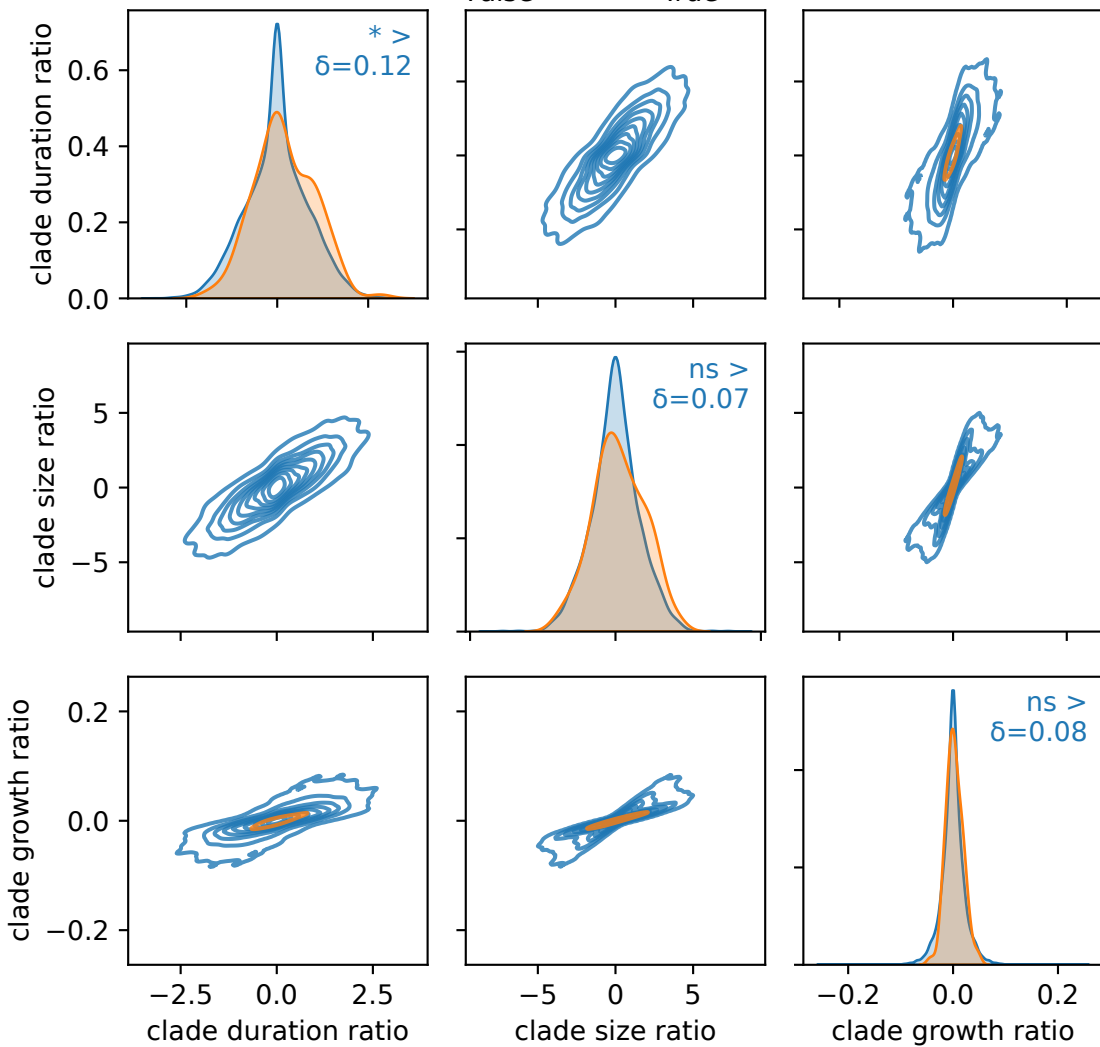 * >
δ=0.12
clade duration ratio
0.6
0.4
0.2
0.0
ns >
δ=0.07
clade size ratio
5
0
−5
ns >
δ=0.08
clade growth ratio
0.2
0.0
−0.2
−2.5 0.0 2.5
−5 0 5
−0.2 0.0 0.2
clade duration ratio
clade size ratio
clade growth ratio